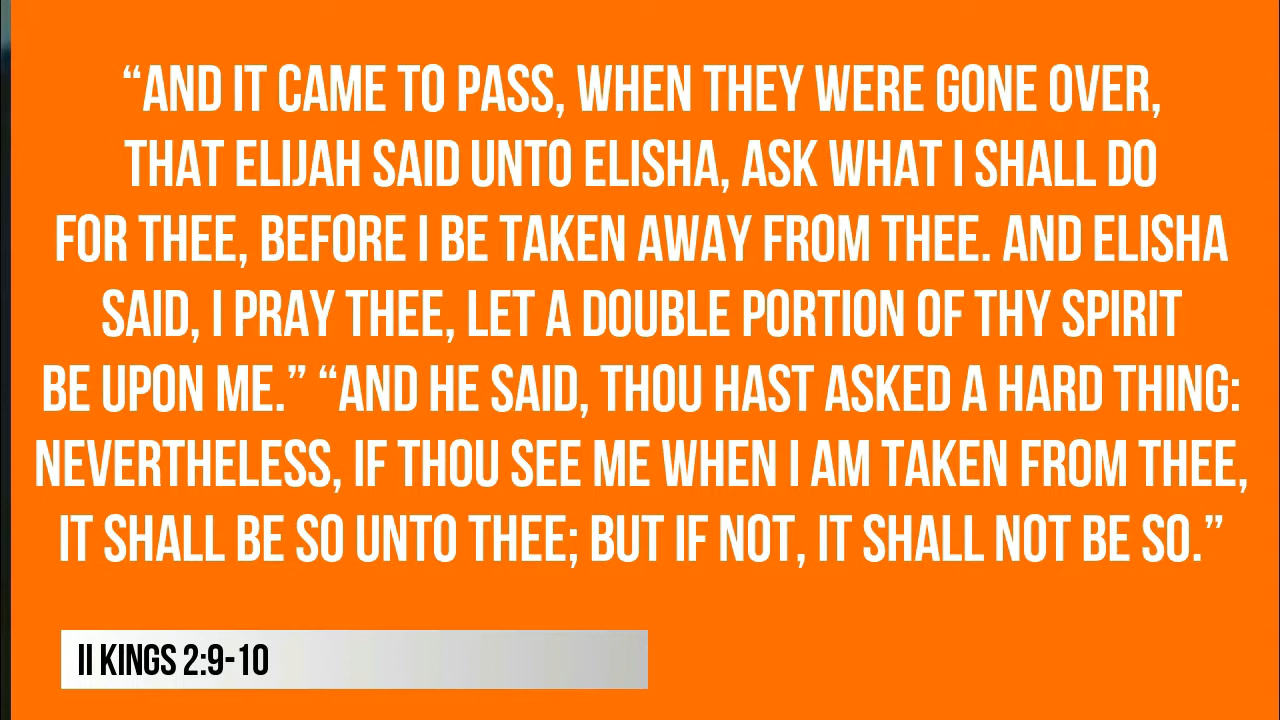 “AND IT CAME TO PASS, WHEN THEY WERE GONE OVER,
THAT ELIJAH SAID UNTO ELISHA, ASK WHAT I SHALL DO
FOR THEE, BEFORE I BE TAKEN AWAY FROM THEE. AND ELISHA
SAID, I PRAY THEE, LET A DOUBLE PORTION OF THY SPIRIT
BE UPON ME.” “AND HE SAID, THOU HAST ASKED A HARD THING:
NEVERTHELESS, IF THOU SEE ME WHEN I AM TAKEN FROM THEE,
IT SHALL BE SO UNTO THEE; BUT IF NOT, IT SHALL NOT BE SO.”
II KINGS 2:9-10